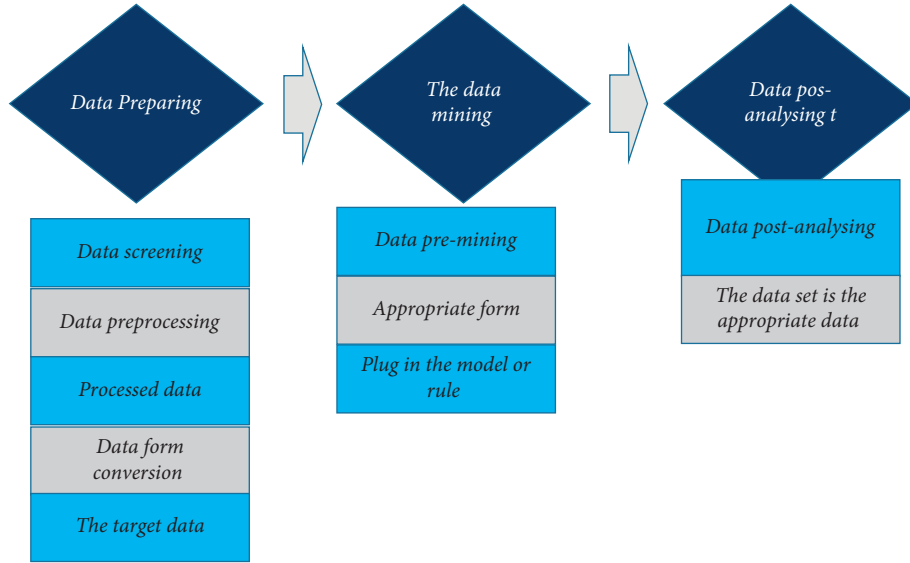 Data Preparing
The data
mining
Data pos-
analysing t
Data screening
Data preprocessing
Processed data
Data form
conversion
The target data
Data pre-mining
Appropriate form
Plug in the model or
rule
Data post-analysing
The data set is the
appropriate data